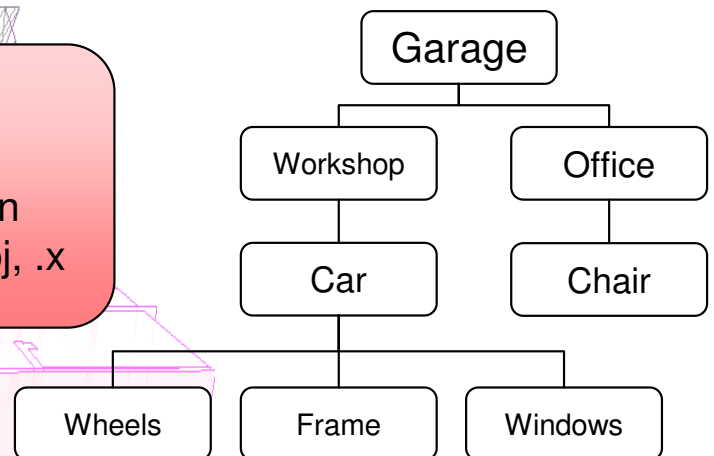 Garage
Workshop
Office
n
j, .x
Car
Chair
Wheels
Frame
Windows